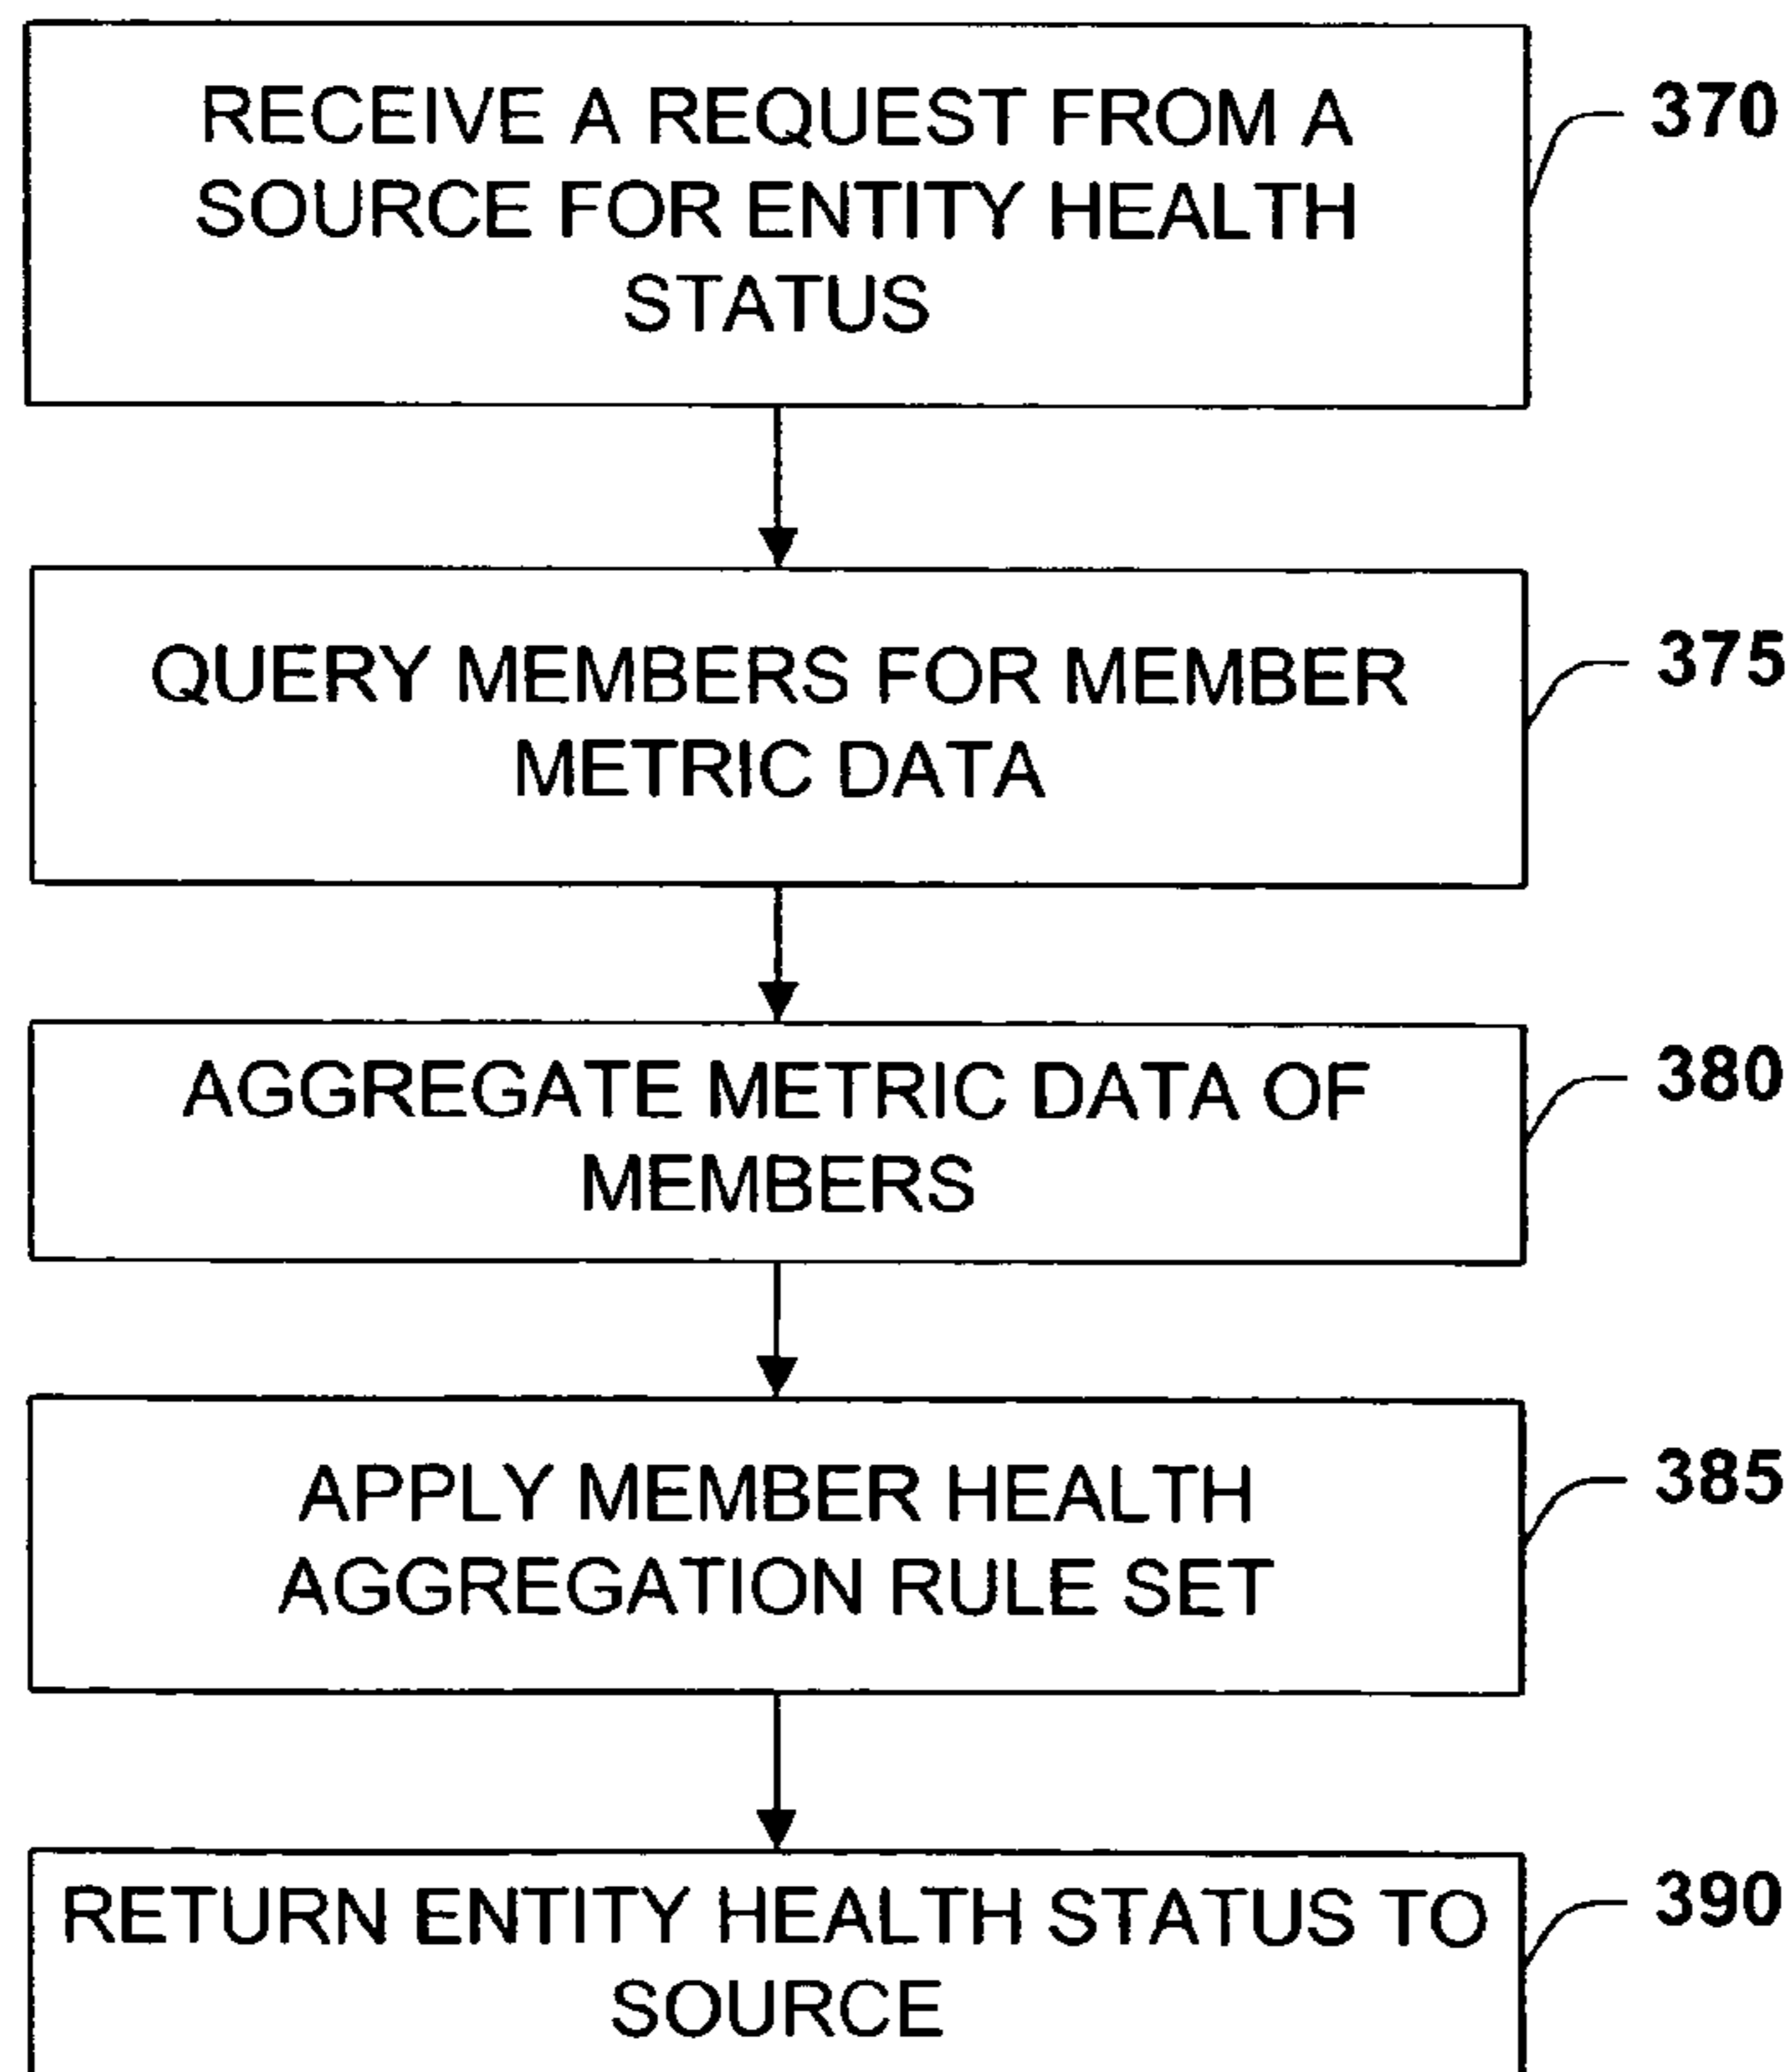 RECEIVE A REQUEST FROM A
SOURCE FOR ENTITY HEALTH
STATUS
370
QUERY MEMBERS FOR MEMBER
METRIC DATA
375
AGGREGATE METRIC DATA OF
MEMBERS
380
APPLY MEMBER HEALTH
AGGREGATION RULE SET
385
RETURN ENTITY HEALTH STATUS TO
SOURCE
390